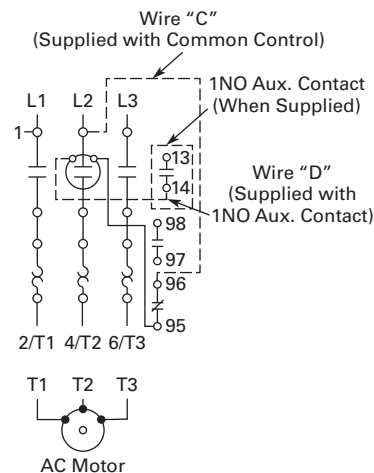 Wire “C”
(Supplied with Common Control)
1NO Aux. Contact
(When Supplied)
L1 L2 L3
1
13
14
Wire “D”
(Supplied with
1NO Aux. Contact)
98
97
96
95
2/T1 4/T2 6/T3
T1 T2 T3
AC Motor